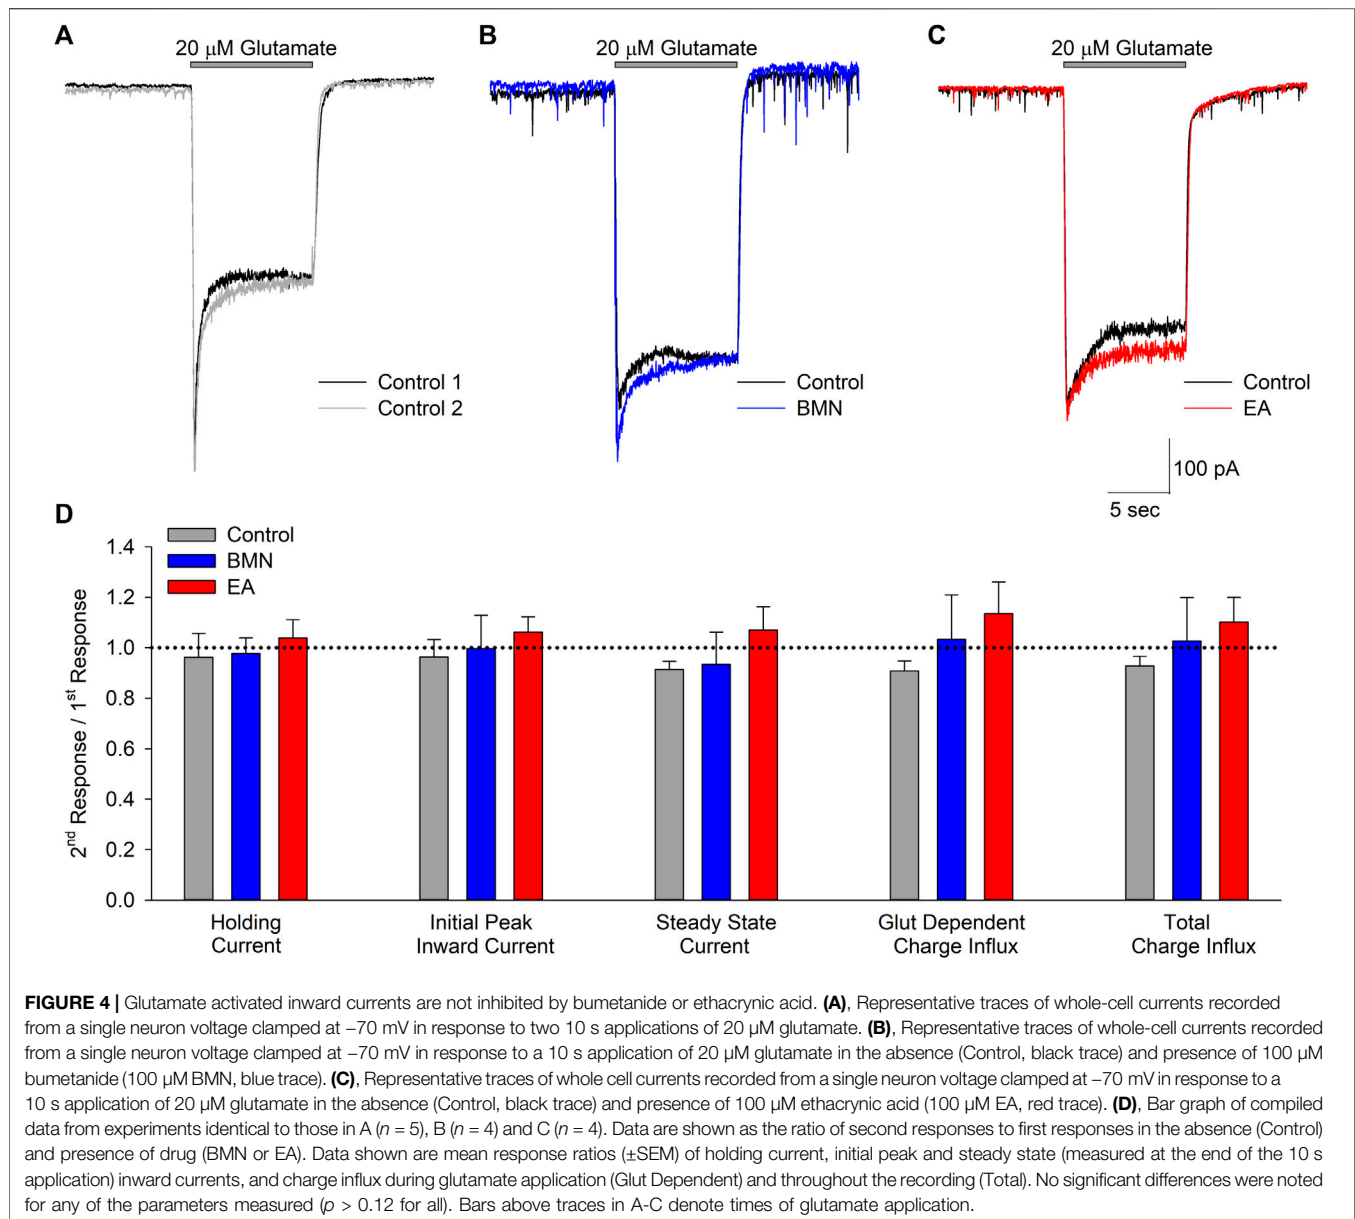 A
20 μM Glutamate
Control 1
Control 2
B
20 μM Glutamate
Control
BMN
C
20 μM Glutamate
Control
EA
100 pA
5 sec
D
Control
BMN
EA
2nd Response / 1st Response
1.4
1.2
1.0
0.8
0.6
0.4
0.2
0.0
Holding
Current
Initial Peak
Inward Current
Steady State
Current
Glut Dependent
Charge Influx
Total
Charge Influx
FIGURE 4 | Glutamate activated inward currents are not inhibited by bumetanide or ethacrynic acid. (A), Representative traces of whole-cell currents recorded
from a single neuron voltage clamped at −70 mV in response to two 10 s applications of 20 μM glutamate. (B), Representative traces of whole-cell currents recorded
from a single neuron voltage clamped at −70 mV in response to a 10 s application of 20 μM glutamate in the absence (Control, black trace) and presence of 100 μM
bumetanide (100 μM BMN, blue trace). (C), Representative traces of whole cell currents recorded from a single neuron voltage clamped at −70 mV in response to a
10 s application of 20 μM glutamate in the absence (Control, black trace) and presence of 100 μM ethacrynic acid (100 μM EA, red trace). (D), Bar graph of compiled
data from experiments identical to those in A (n = 5), B (n = 4) and C (n = 4). Data are shown as the ratio of second responses to first responses in the absence (Control)
and presence of drug (BMN or EA). Data shown are mean response ratios (±SEM) of holding current, initial peak and steady state (measured at the end of the 10 s
application) inward currents, and charge influx during glutamate application (Glut Dependent) and throughout the recording (Total). No significant differences were noted
for any of the parameters measured (p > 0.12 for all). Bars above traces in A-C denote times of glutamate application.